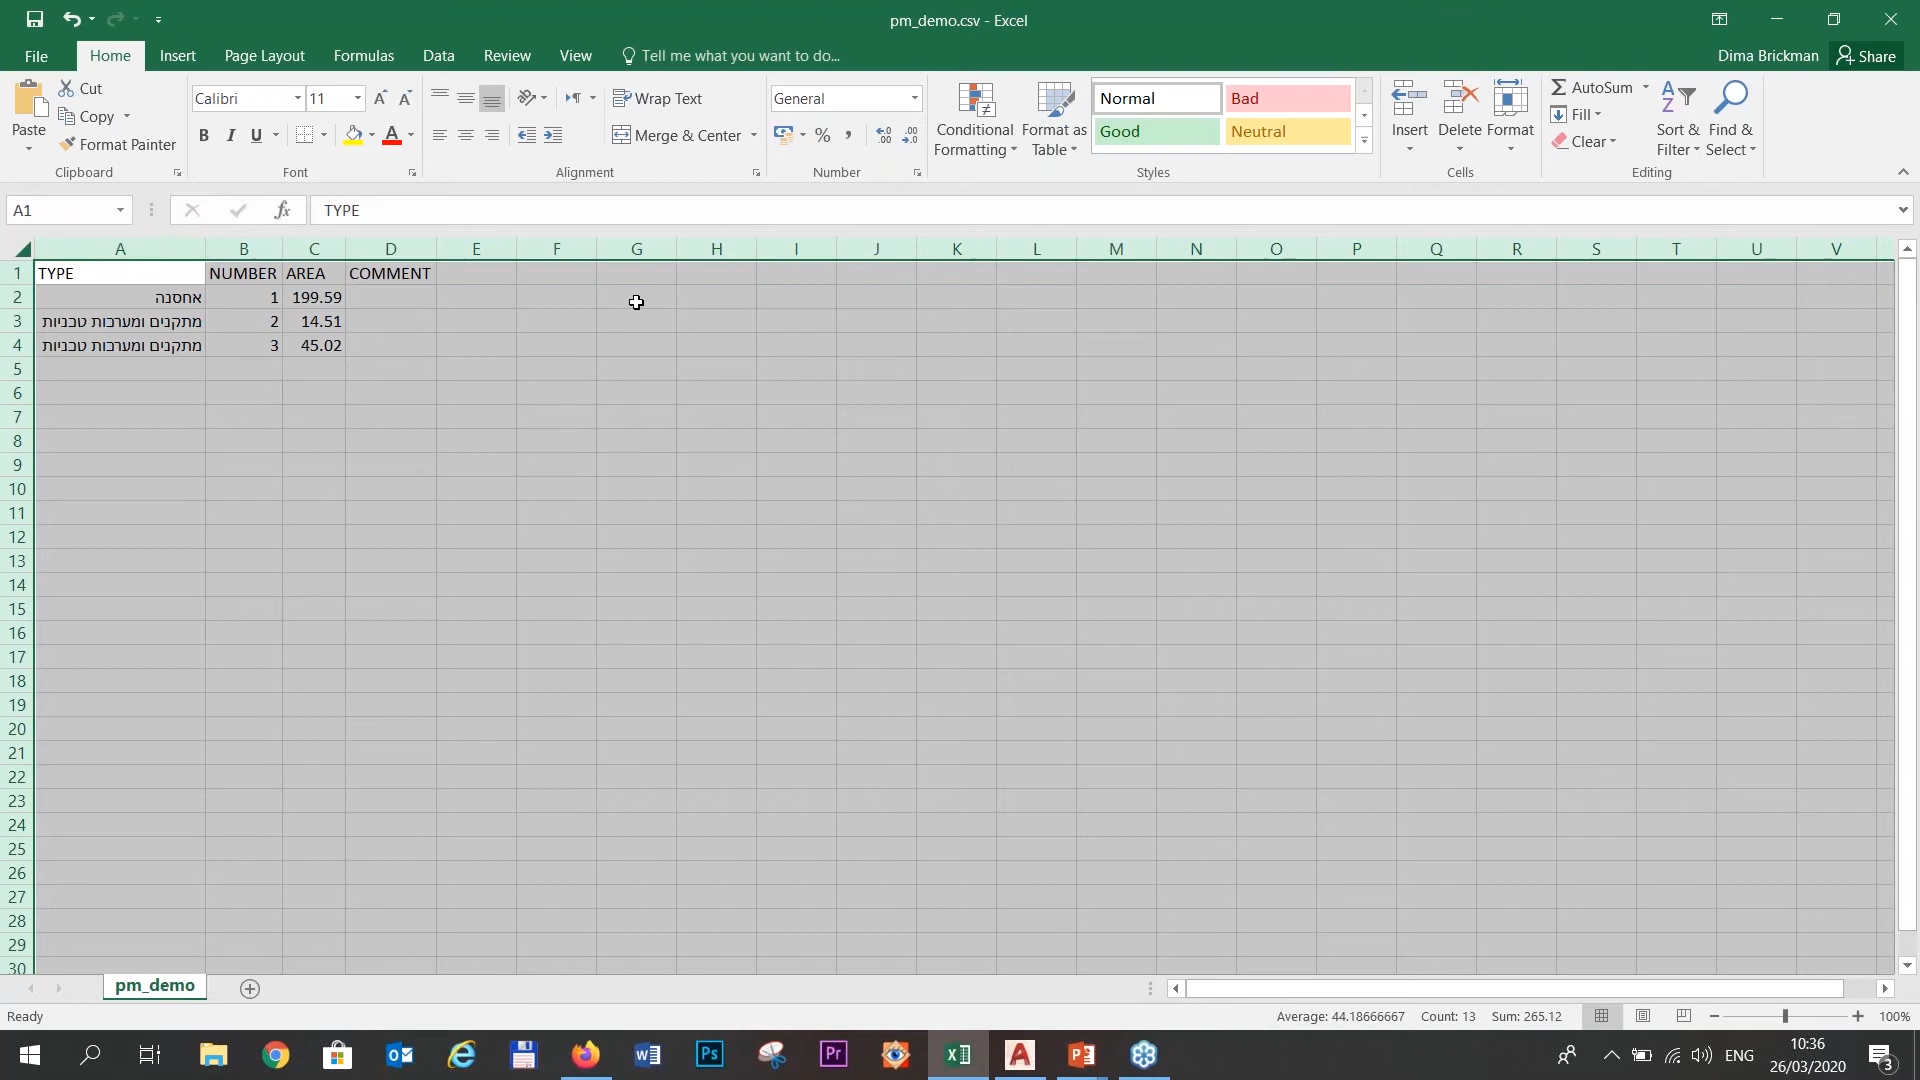 pm_demo.csv - Excel
File Home Insert Page Layout Formulas Data Review View Tell me what you want to do... Dima Brickman Share
Paste
Cut
Copy
Format Painter
Clipboard
Calibri 11
B I U
Font
Wrap Text
Merge & Center
Alignment
General
Number
Conditional Formatting
Format as Table
Normal Bad
Good Neutral
Styles
Insert Delete Format
Cells
AutoSum
Fill
Clear
Sort & Filter
Find & Select
Editing
A1 fx TYPE
A B C D E F G H I J K L M N O P Q R S T U V
1 TYPE NUMBER AREA COMMENT
2 אחסנה 1 199.59
3 מתקנים ומערבות טבניות 2 14.51
4 מתקנים ומערבות טבניות 3 45.02
5
6
7
8
9
10
11
12
13
14
15
16
17
18
19
20
21
22
23
24
25
26
27
28
29
30
pm_demo
Ready Average: 44.18666667 Count: 13 Sum: 265.12 100%
ENG 10:36
26/03/2020
3